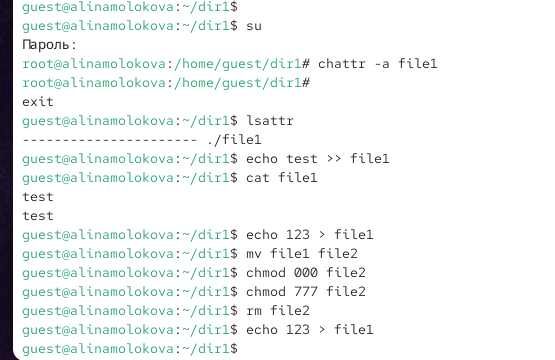 guest@alinamolokova:~/dir1$
guest@alinamolokova:~/dir1$ su
Пароль:
root@alinamolokova:/home/guest/dir1# chattr -a file1
root@alinamolokova:/home/guest/dir1#
exit
guest@alinamolokova:~/dir1$ lsattr
---------------------- ./file1
guest@alinamolokova:~/dir1$ echo test >> file1
guest@alinamolokova:~/dir1$ cat file1
test
test
guest@alinamolokova:~/dir1$ echo 123 > file1
guest@alinamolokova:~/dir1$ mv file1 file2
guest@alinamolokova:~/dir1$ chmod 000 file2
guest@alinamolokova:~/dir1$ chmod 777 file2
guest@alinamolokova:~/dir1$ rm file2
guest@alinamolokova:~/dir1$ echo 123 > file1
guest@alinamolokova:~/dir1$